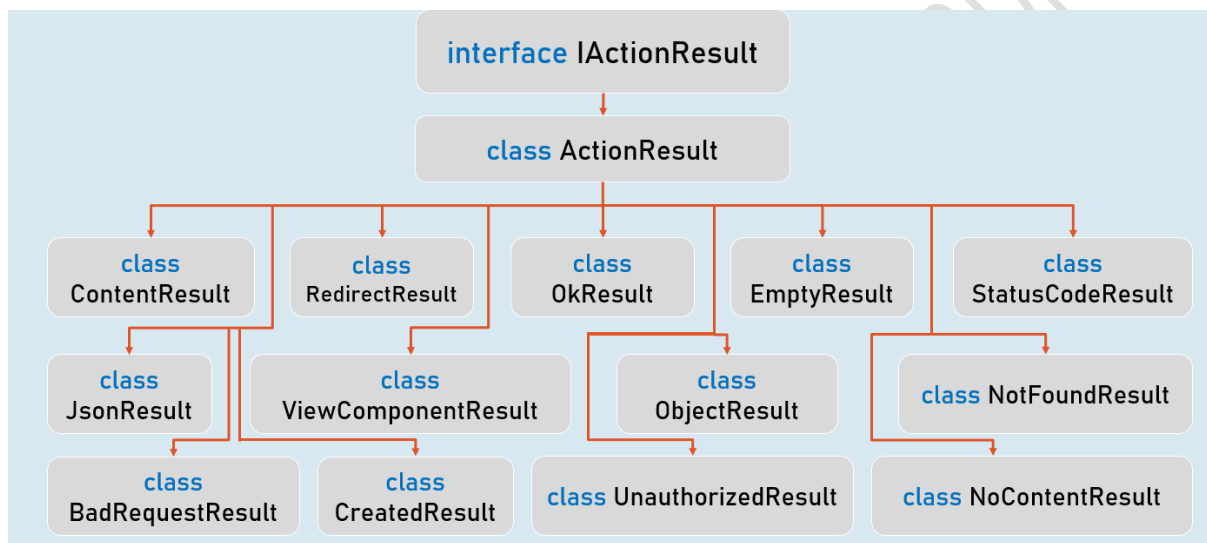 interface IActionResult
class ActionResult
class
ContentResult
class
RedirectResult
class
OkResult
class
EmptyResult
class
StatusCodeResult
class
JsonResult
class
ViewComponentResult
class
ObjectResult
class NotFoundResult
class
BadRequestResult
class
CreatedResult
class UnauthorizedResult
class NoContentResult